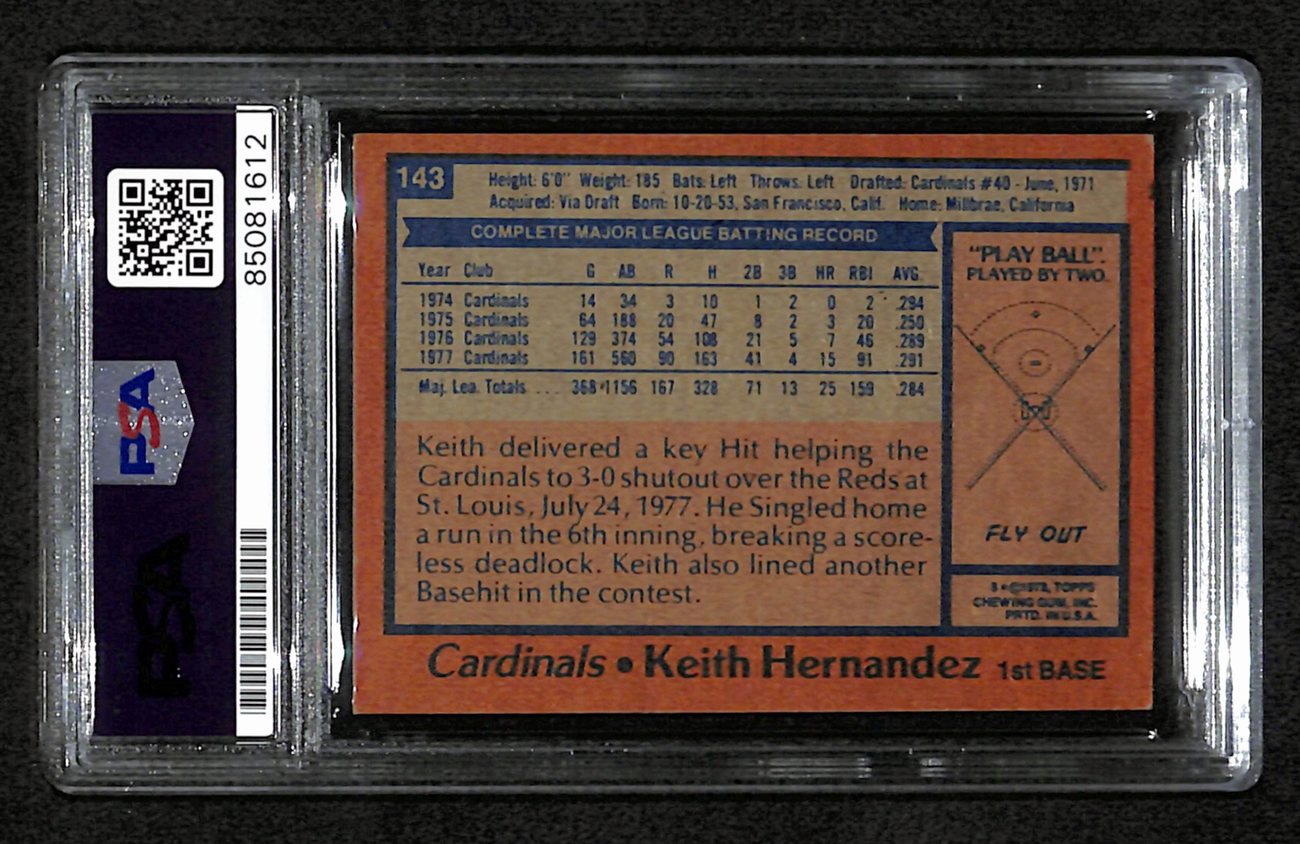 85081612
PSA
PSA
143
Height: 6'0" Weight: 185 Bats: Left Throws: Left Drafted: Cardinals #40 - June, 1971
Acquired: Via Draft Born: 10-20-53, San Francisco, Calif. Home: Millbrae, California
COMPLETE MAJOR LEAGUE BATTING RECORD
Year Club G AB R H 2B 3B HR RBI AVG.
1974 Cardinals 14 34 3 10 1 2 0 2 .294
1975 Cardinals 64 188 20 47 8 2 3 20 .250
1976 Cardinals 129 374 54 108 21 5 7 46 .289
1977 Cardinals 161 560 90 163 41 4 15 91 .291
Maj. Lea. Totals ... 368 1156 167 328 71 13 25 159 .284
Keith delivered a key Hit helping the
Cardinals to 3-0 shutout over the Reds at
St. Louis, July 24, 1977. He Singled home
a run in the 6th inning, breaking a score-
less deadlock. Keith also lined another
Basehit in the contest.
"PLAY BALL".
PLAYED BY TWO.
FLY OUT
©1978, TOPPS
CHEWING GUM, INC.
PRTD. IN U.S.A.
Cardinals • Keith Hernandez 1st BASE